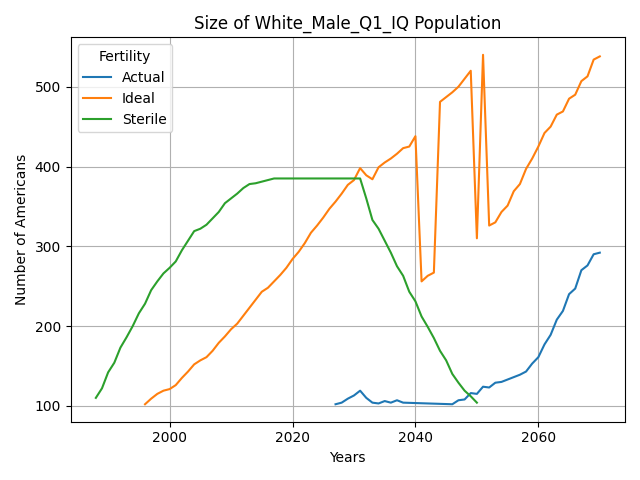 Size of White_Male_Q1_IQ Population
Fertility
Actual
Ideal
Sterile
Number of Americans
500
400
300
200
100
2000
2020
2040
2060
Years